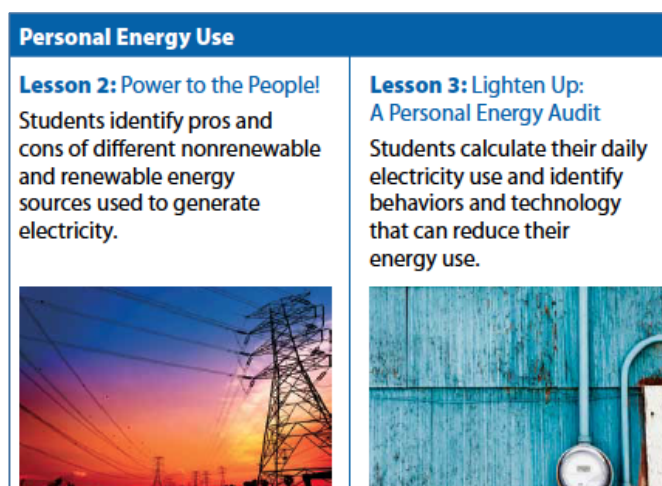 Personal Energy Use
Lesson 2: Power to the People!
Students identify pros and
cons of different nonrenewable
and renewable energy
sources used to generate
electricity.
Lesson 3: Lighten Up:
A Personal Energy Audit
Students calculate their daily
electricity use and identify
behaviors and technology
that can reduce their
energy use.